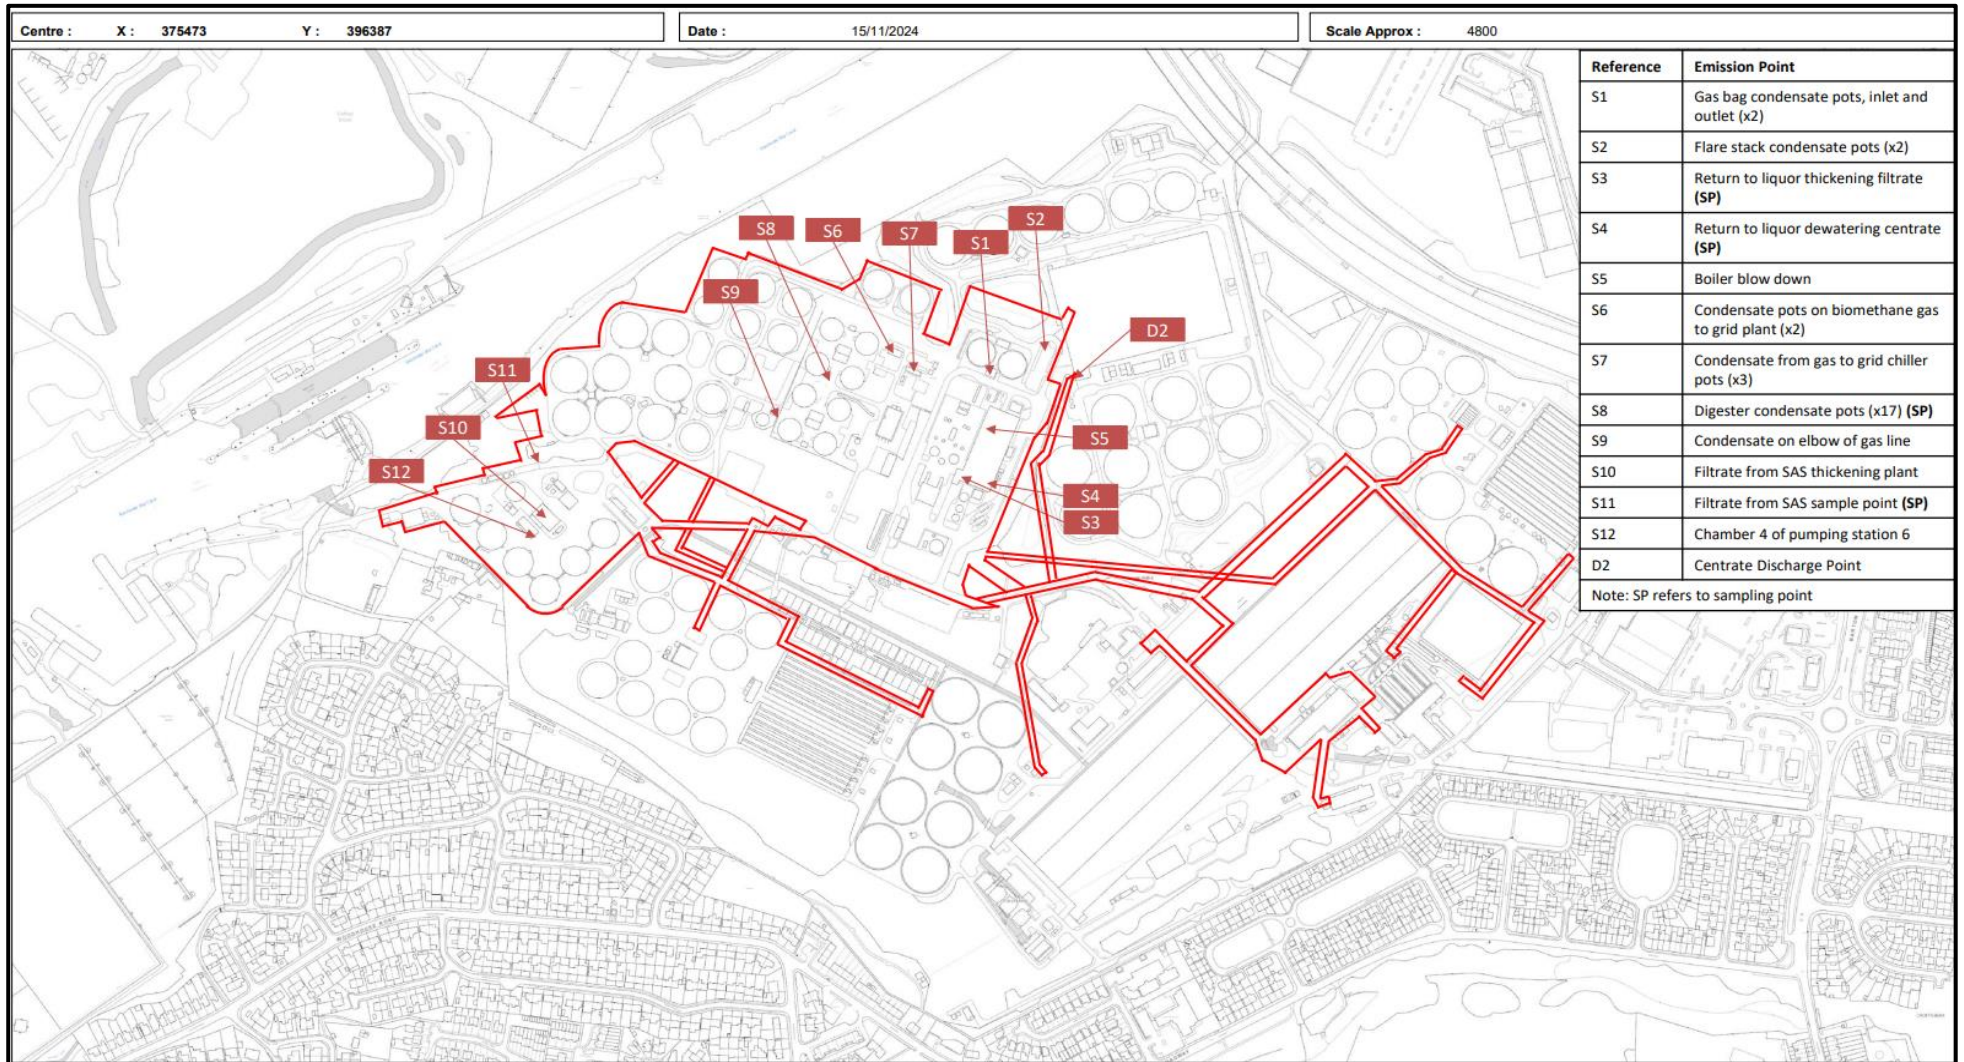 Centre : X : 375473 Y : 396387
Date : 15/11/2024
Scale Approx : 4800
Reference Emission Point
S1 Gas bag condensate pots, inlet and
outlet (x2)
S2 Flare stack condensate pots (x2)
S3 Return to liquor thickening filtrate
(SP)
S4 Return to liquor dewatering centrate
(SP)
S5 Boiler blow down
S6 Condensate pots on biomethane gas
to grid plant (x2)
S7 Condensate from gas to grid chiller
pots (x3)
S8 Digester condensate pots (x17) (SP)
S9 Condensate on elbow of gas line
S10 Filtrate from SAS thickening plant
S11 Filtrate from SAS sample point (SP)
S12 Chamber 4 of pumping station 6
D2 Centrate Discharge Point
Note: SP refers to sampling point
S2
S8
S6
S7
S1
S9
D2
S11
S10
S5
S12
S4
S3